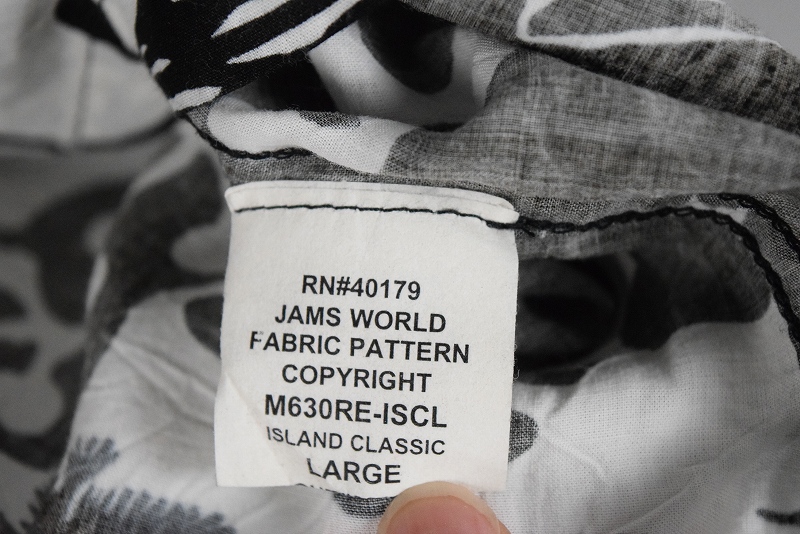 RN#40179
JAMS WORLD
FABRIC PATTERN
COPYRIGHT
M630RE-ISCL
ISLAND CLASSIC
LARGE